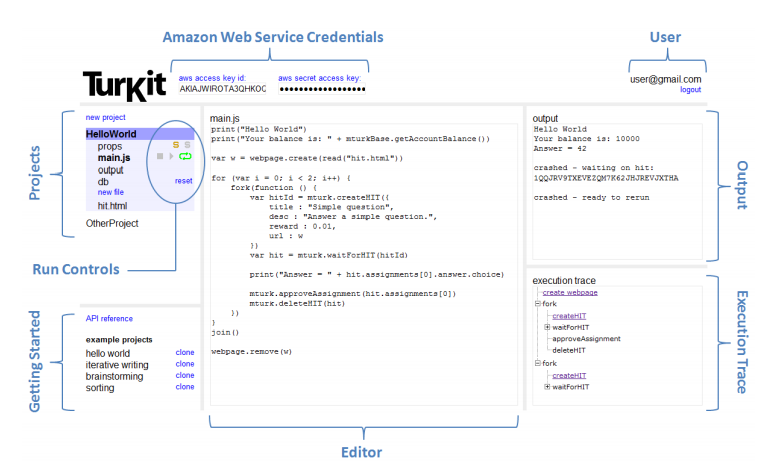 Amazon Web Service Credentials
User
TurKit
aws access key id:
aws secret access key:
AKIAJWIROTA3QHKOC
●●●●●●●●●●●●●●●●●
user@gmail.com
logout
Projects
new project
HelloWorld
props
S S
main.js
output
db
reset
new file
hit.html
OtherProject
Run Controls
Getting Started
API reference
example projects
hello world clone
iterative writing clone
brainstorming clone
sorting clone
main.js
print("Hello World")
print("Your balance is: " + mturkBase.getAccountBalance())
var w = webpage.create(read("hit.html"))
for (var i = 0; i < 2; i++) {
fork(function () {
var hitId = mturk.createHIT({
title : "Simple question",
desc : "Answer a simple question.",
reward : 0.01,
url : w
})
var hit = mturk.waitForHIT(hitId)
print("Answer = " + hit.assignments[0].answer.choice)
mturk.approveAssignment(hit.assignments[0])
mturk.deleteHIT(hit)
})
}
join()
webpage.remove(w)
Editor
output
Hello World
Your balance is: 10000
Answer = 42
crashed - waiting on hit:
1QQJRV9TXEVEZQM7K62JHJREVJXTHA
crashed - ready to rerun
Output
execution trace
create webpage
fork
createHIT
waitForHIT
approveAssignment
deleteHIT
fork
createHIT
waitForHIT
Execution Trace